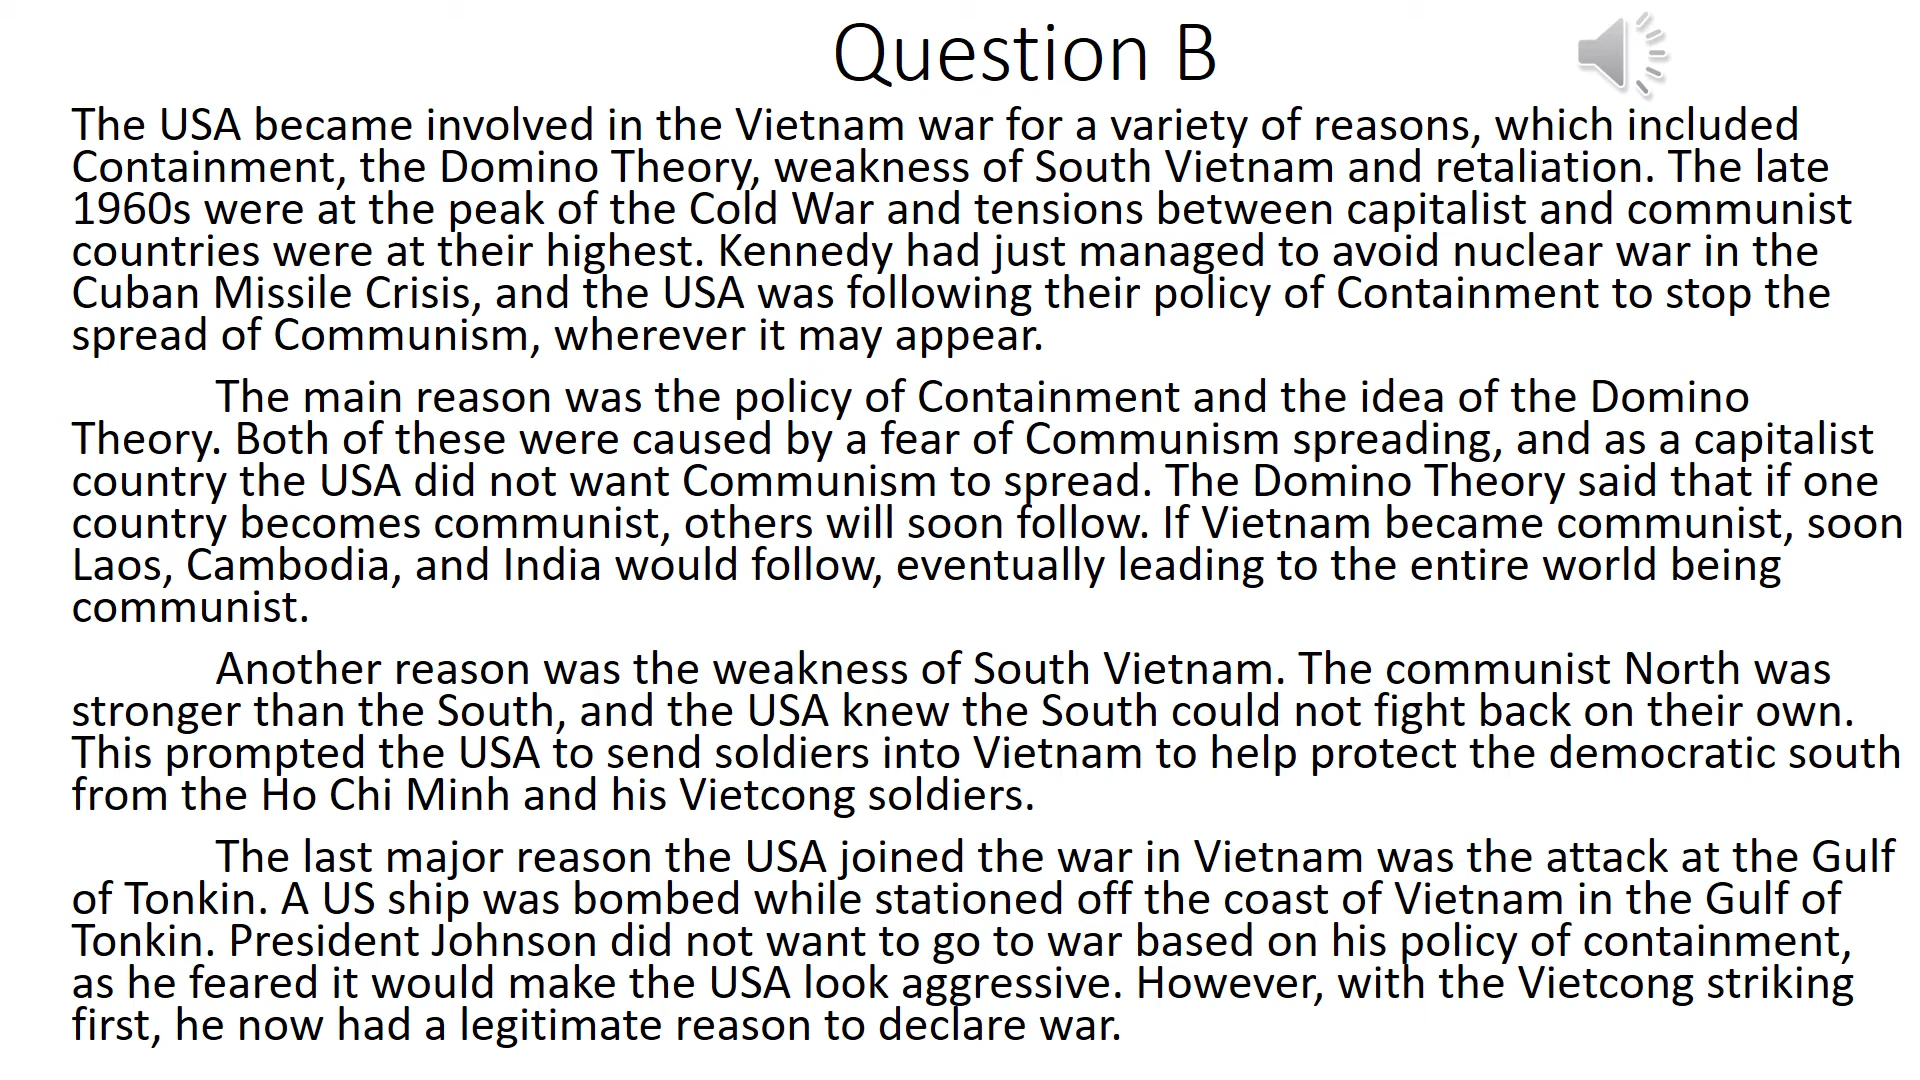 Question B
The USA became involved in the Vietnam war for a variety of reasons, which included
Containment, the Domino Theory, weakness of South Vietnam and retaliation. The late
1960s were at the peak of the Cold War and tensions between capitalist and communist
countries were at their highest. Kennedy had just managed to avoid nuclear war in the
Cuban Missile Crisis, and the USA was following their policy of Containment to stop the
spread of Communism, wherever it may appear.
The main reason was the policy of Containment and the idea of the Domino
Theory. Both of these were caused by a fear of Communism spreading, and as a capitalist
country the USA did not want Communism to spread. The Domino Theory said that if one
country becomes communist, others will soon follow. If Vietnam became communist, soon
Laos, Cambodia, and India would follow, eventually leading to the entire world being
communist.
Another reason was the weakness of South Vietnam. The communist North was
stronger than the South, and the USA knew the South could not fight back on their own.
This prompted the USA to send soldiers into Vietnam to help protect the democratic south
from the Ho Chi Minh and his Vietcong soldiers.
The last major reason the USA joined the war in Vietnam was the attack at the Gulf
of Tonkin. A US ship was bombed while stationed off the coast of Vietnam in the Gulf of
Tonkin. President Johnson did not want to go to war based on his policy of containment,
as he feared it would make the USA look aggressive. However, with the Vietcong striking
first, he now had a legitimate reason to declare war.